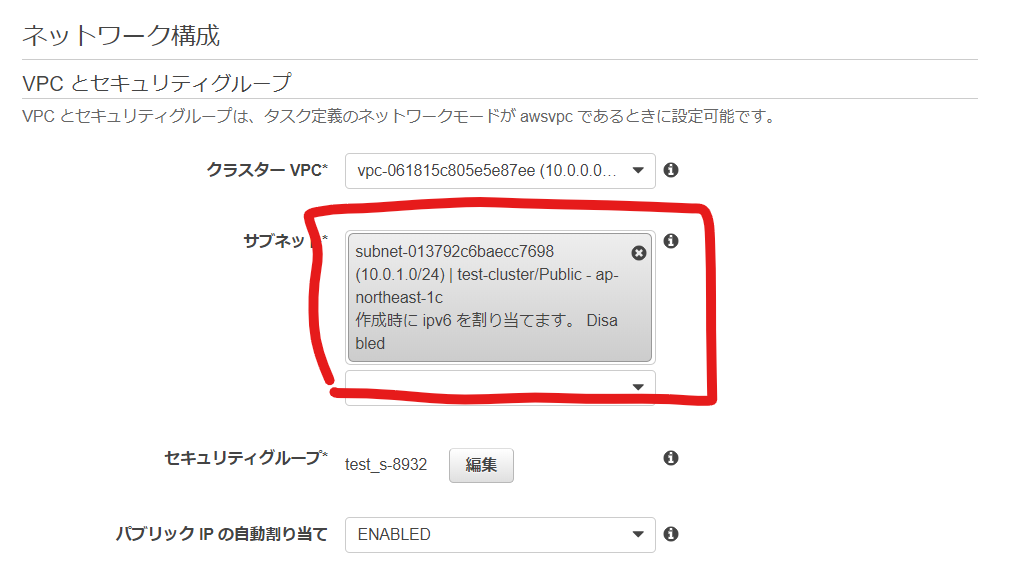 ネットワーク構成
VPC とセキュリティグループ
VPC とセキュリティグループは、タスク定義のネットワークモードが awsvpc であるときに設定可能です。
クラスター VPC* vpc-061815c805e5e87ee (10.0.0.0...
サブネッ *
subnet-013792c6baecc7698
(10.0.1.0/24) | test-cluster/Public - ap-
northeast-1c
作成時に ipv6 を割り当てます。 Disa
bled
セキュリティグループ* test_s-8932 編集
パブリック IP の自動割り当て ENABLED